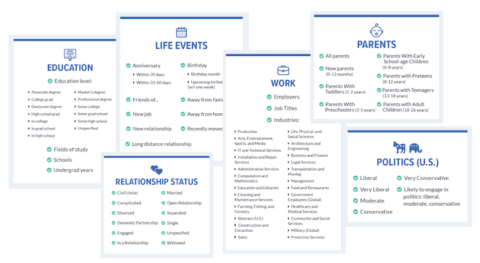 EDUCATION
Education level:
Associate degree
College grad
Doctorate degree
High school grad
In college
In grad school
In high school
Master's degree
Professional degree
Some college
Some grad school
Some high school
Unspecified
Fields of study
Schools
Undergrad years
LIFE EVENTS
Anniversary
Within 30 days
Within 31-60 days
Friends of..
New job
New relationship
Long distance relationship
Birthday
Birthday month
Upcoming birthday
Away from fami
Away from hom
Recently moved
RELATIONSHIP STATUS
Civil Union
Complicated
Divorced
Domestic Partnership
Engaged
In a Relationship
Married
Open Relationship
Separated
Single
Unspecified
Widowed
WORK
Employers
Job Titles
Industries:
Production
Arts, Entertainment,
Sports, and Media
IT and Technical Services
Installation and Repair
Services
Administrative Services
Computation and
Mathematics
Education and Libraries
Cleaning and
Maintenance Services
Farming, Fishing, and
Forestry
Veterans (U.S.)
Construction and
Extraction
Sales
Life, Physical, and
Social Sciences
Architecture and
Engineering
Business and Finance
Legal Services
Transportation and
Moving
Management
Food and Restaurants
Government
Employees (Global)
Healthcare and
Medical Services
Community and Social
Services
Military (Global)
Protective Services
PARENTS
All parents
New parents
(0-12 months)
Parents With
Toddlers (1-2 years)
Parents With
Preschoolers (3-5 years)
Parents With Early
School-age Children
(6-8 years)
Parents with Preteens
(8-12 years)
Parents with Teenagers
(13-18 years)
Parents with Adult
Children (18-26 years)
POLITICS (U.S.)
Liberal
Very Liberal
Moderate
Conservative
Very Conservative
Likely to engage in
politics: liberal,
moderate, conservative